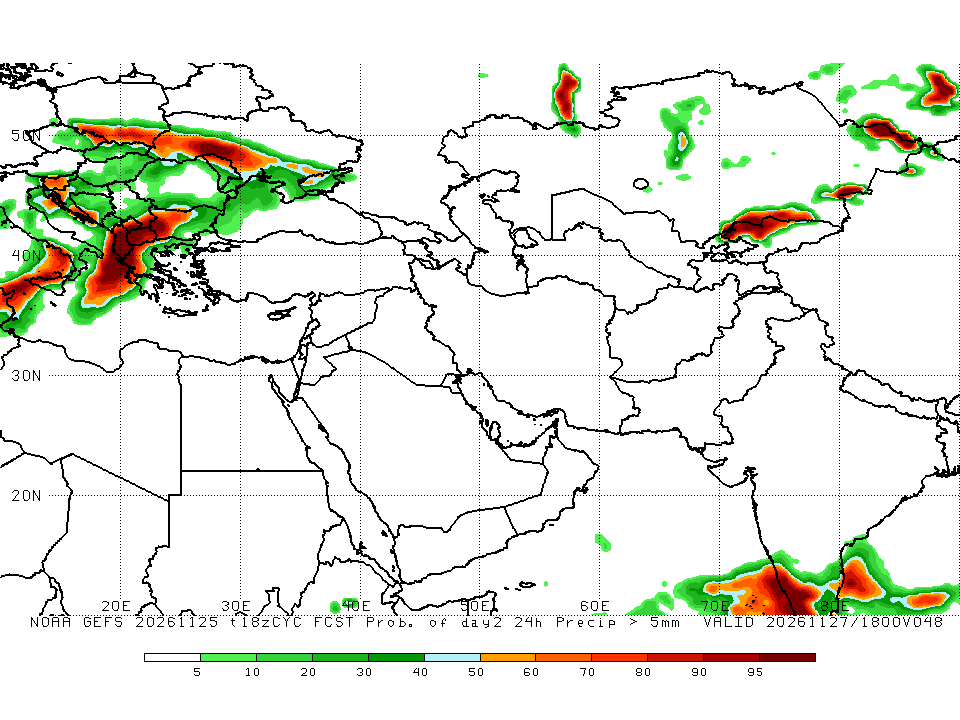 50N
40N
30N
20N
20E 30E 40E 50E 60E 70E 80E
NOAA GEFS 20261125 t18zCYC FCST Prob. of day2 24h Precip > 5mm VALID 20261127/1800V048
5 10 20 30 40 50 60 70 80 90 95